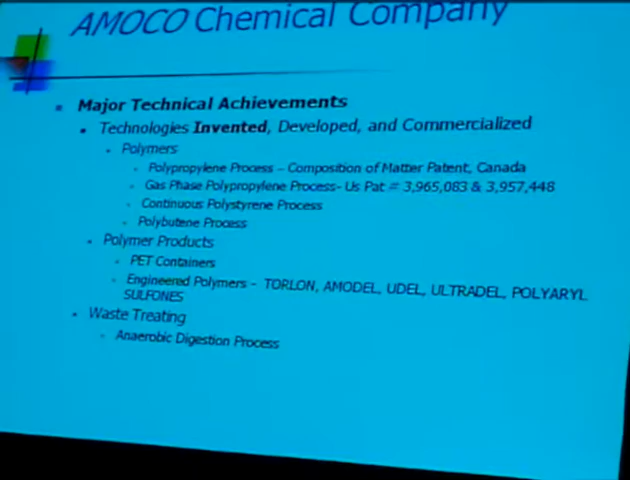 AMOCO Chemical Company
Major Technical Achievements
Technologies Invented, Developed, and Commercialized
Polymers
Polypropylene Process – Composition of Matter Patent, Canada
Gas Phase Polypropylene Process- Us Pat # 3,965,083 & 3,957,448
Continuous Polystyrene Process
Polybutene Process
Polymer Products
PET Containers
Engineered Polymers - TORLON, AMODEL, UDEL, ULTRADEL, POLYARYL
SULFONES
Waste Treating
Anaerobic Digestion Process